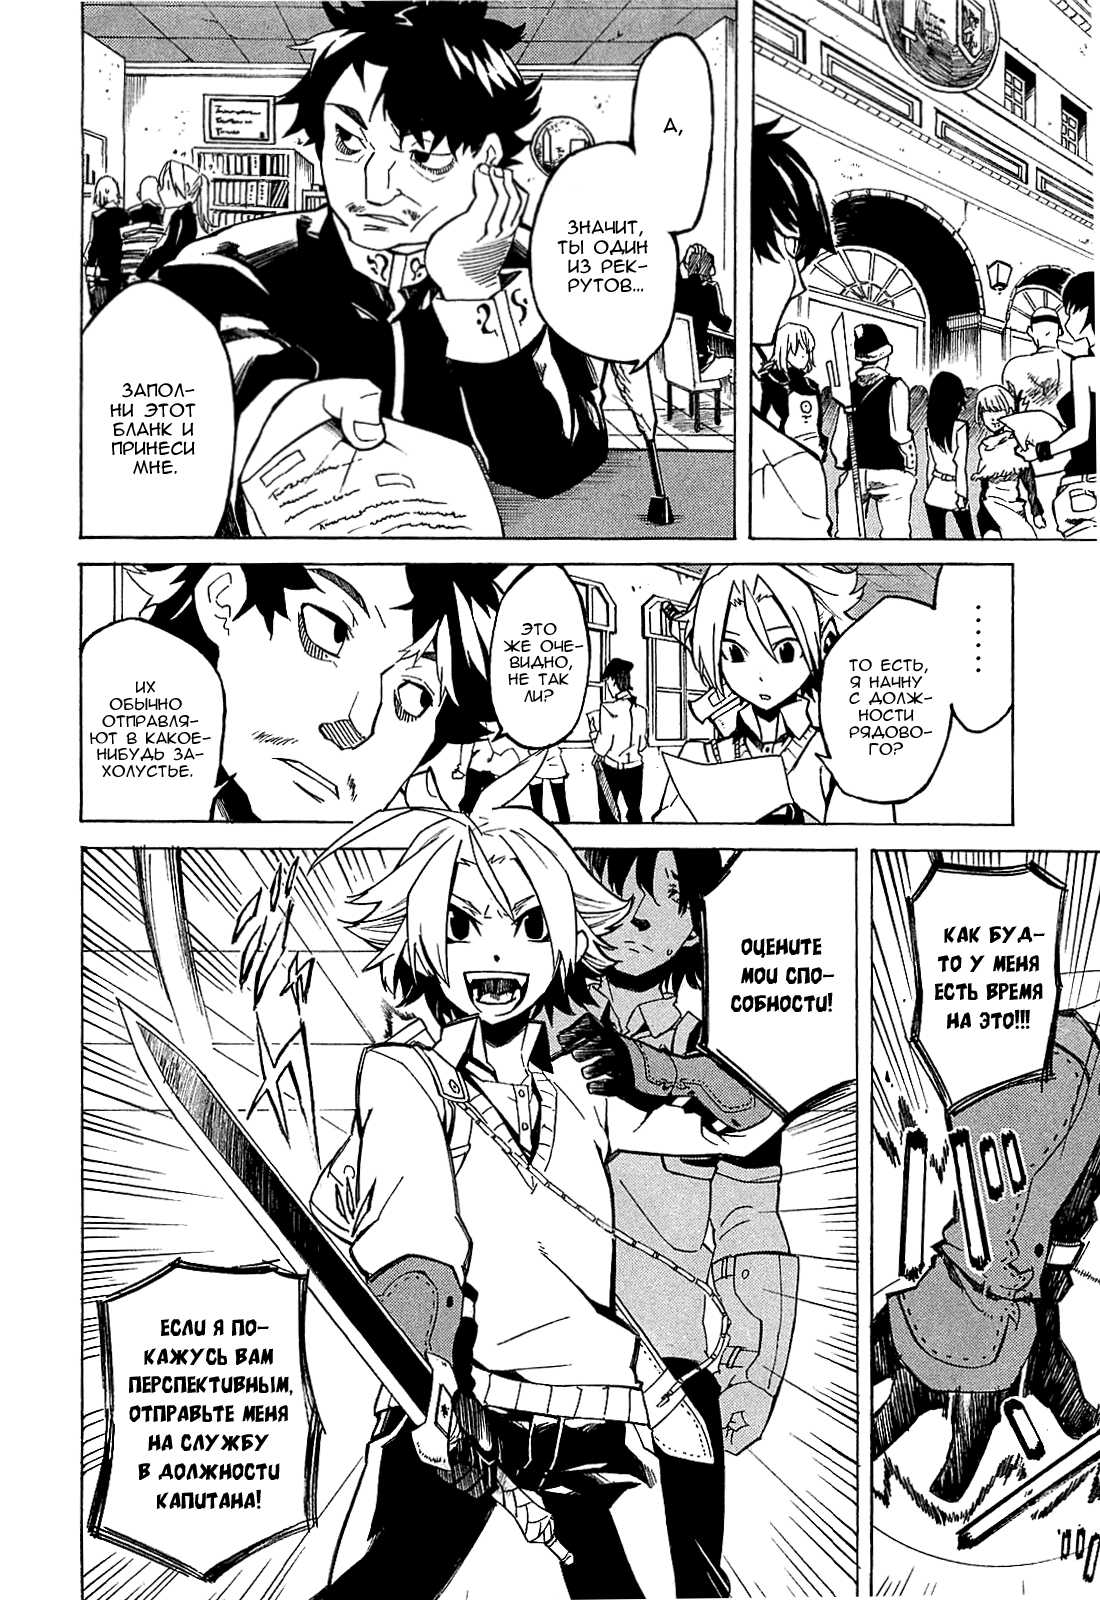 А,
ЗНАЧИТ,
ТЫ ОДИН
ИЗ РЕК-
РУТОВ...
ЗАПОЛ-
НИ ЭТОТ
БЛАНК И
ПРИНЕСИ
МНЕ.
.......
ТО ЕСТЬ,
Я НАЧНУ
С ДОЛЖ-
НОСТИ
РЯДОВО-
ГО?
ЭТО
ЖЕ ОЧЕ-
ВИДНО,
НЕ ТАК
ЛИ?
ИХ
ОБЫЧНО
ОТПРАВЛЯ-
ЮТ В КАКОЕ-
НИБУДЬ ЗА-
ХОЛУСТЬЕ.
КАК БУД-
ТО У МЕНЯ
ЕСТЬ ВРЕМЯ
НА ЭТО!!!
ОЦЕНИТЕ
МОИ СПО-
СОБНОСТИ!
ЕСЛИ Я ПО-
КАЖУСЬ ВАМ
ПЕРСПЕКТИВНЫМ,
ОТПРАВЬТЕ МЕНЯ
НА СЛУЖБУ
В ДОЛЖНОСТИ
КАПИТАНА!